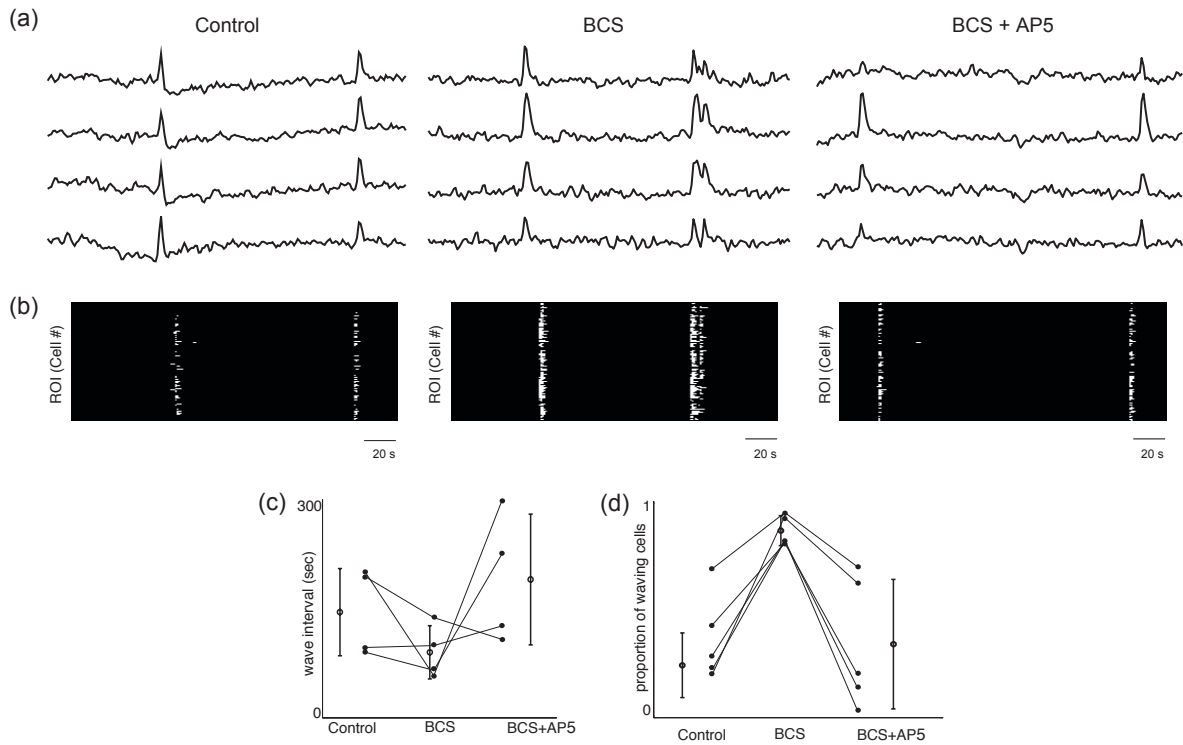 (a)
Control
BCS
BCS + AP5
(b)
ROI (Cell #)
ROI (Cell #)
ROI (Cell #)
20 s
20 s
20 s
(c)
300
wave interval (sec)
0
Control
BCS
BCS+AP5
(d)
1
proportion of waving cells
0
Control
BCS
BCS+AP5